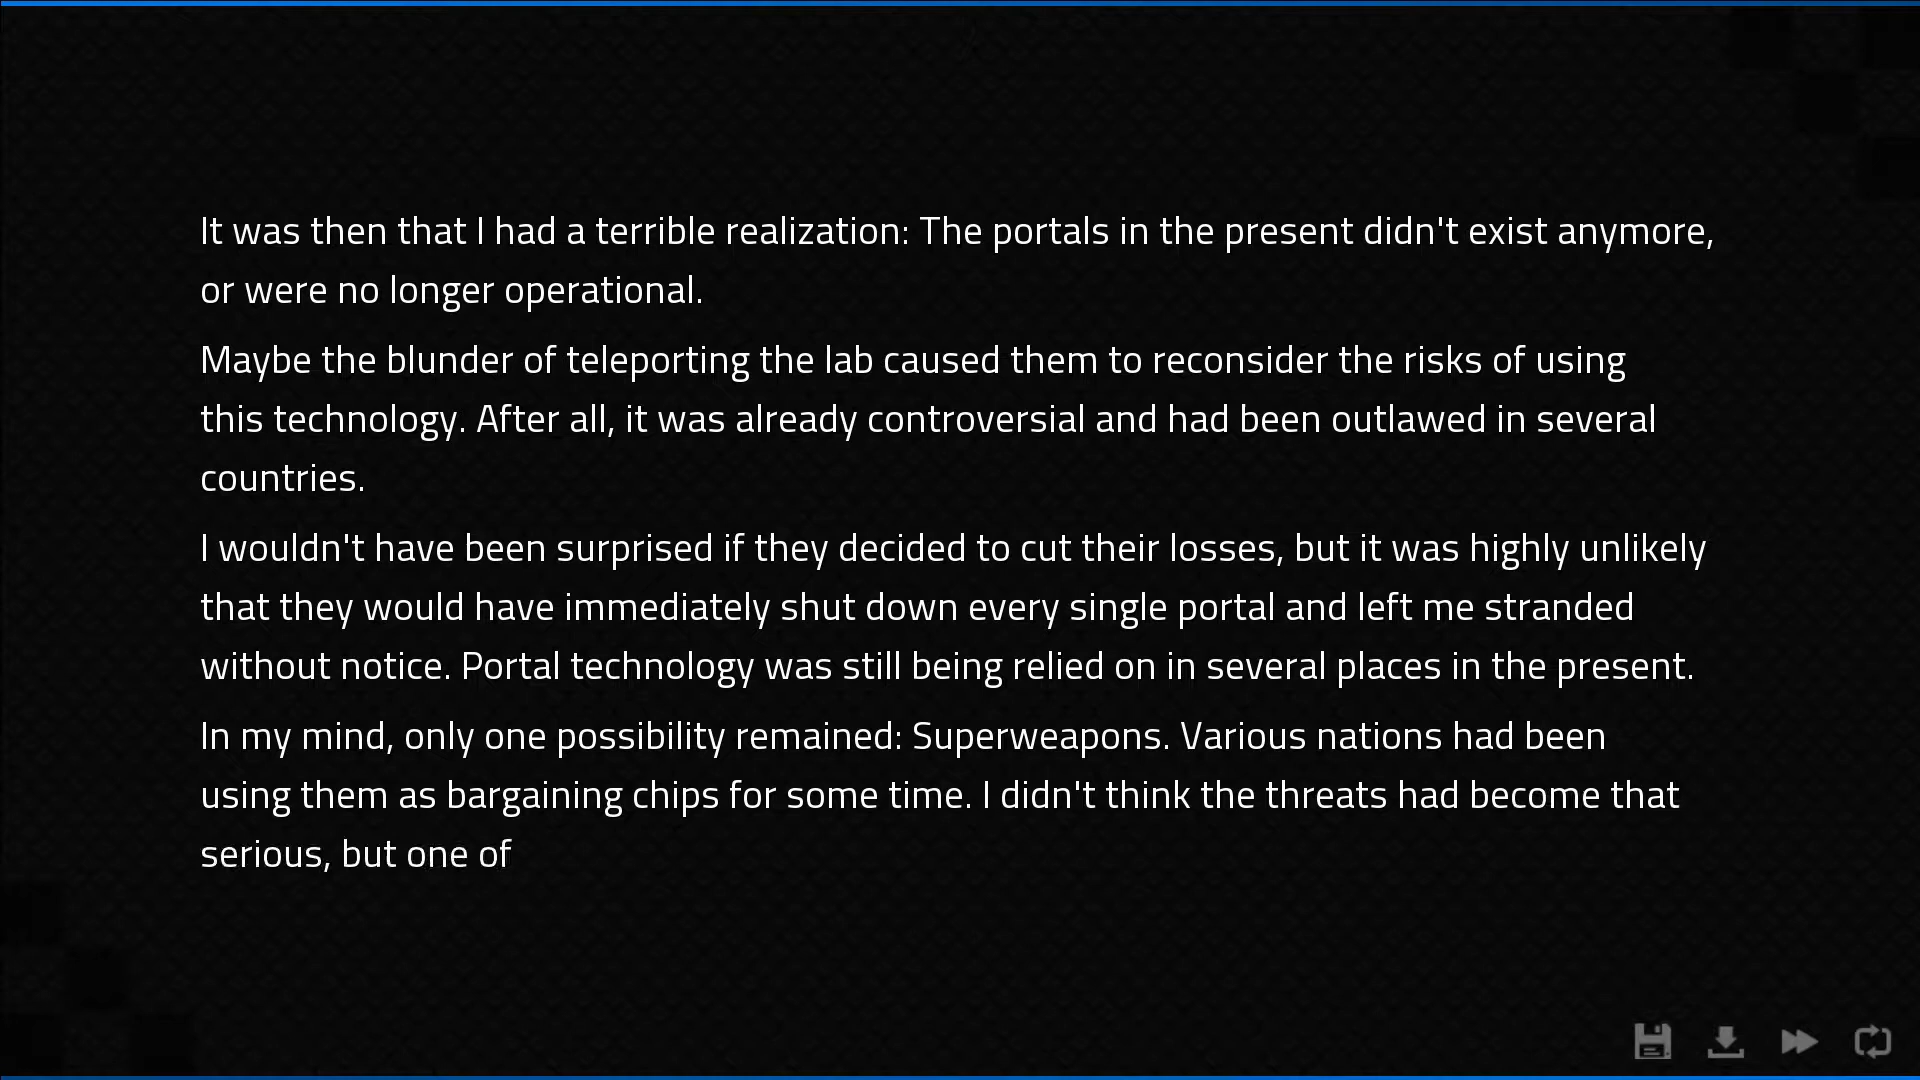 It was then that I had a terrible realization: The portals in the present didn't exist anymore,
or were no longer operational.
Maybe the blunder of teleporting the lab caused them to reconsider the risks of using
this technology. After all, it was already controversial and had been outlawed in several
countries.
I wouldn't have been surprised if they decided to cut their losses, but it was highly unlikely
that they would have immediately shut down every single portal and left me stranded
without notice. Portal technology was still being relied on in several places in the present.
In my mind, only one possibility remained: Superweapons. Various nations had been
using them as bargaining chips for some time. I didn't think the threats had become that
serious, but one of